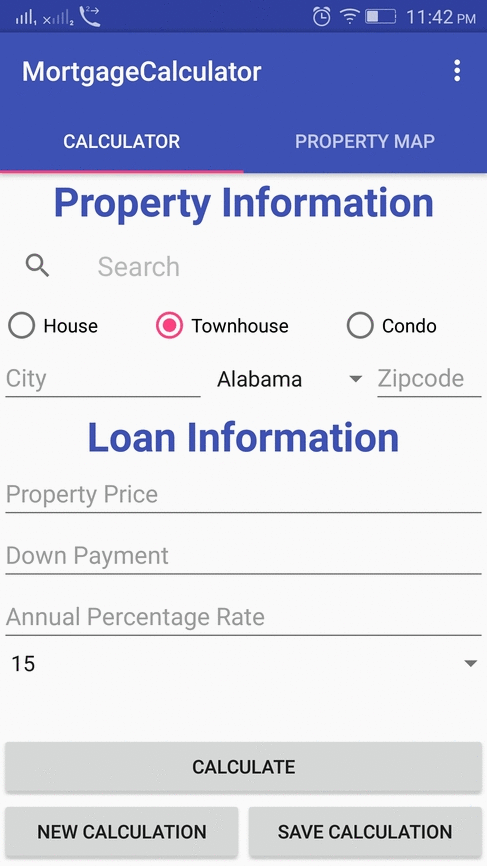 11:42 PM
MortgageCalculator
CALCULATOR PROPERTY MAP
Property Information
Search
House Townhouse Condo
City Alabama Zipcode
Loan Information
Property Price
Down Payment
Annual Percentage Rate
15
CALCULATE
NEW CALCULATION SAVE CALCULATION